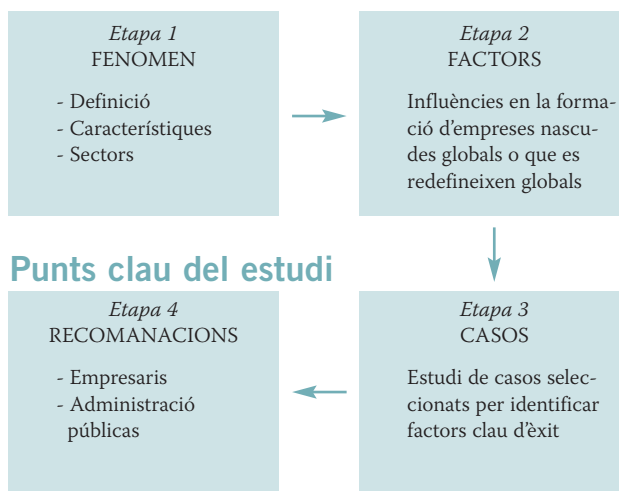 Etapa 1
FENOMEN
- Definició
- Característiques
- Sectors
Etapa 2
FACTORS
Influències en la forma-
ció d'empreses nascu-
des globals o que es
redefineixen globals
Punts clau del estudi
Etapa 3
CASOS
Estudi de casos selec-
cionats per identificar
factors clau d'èxit
Etapa 4
RECOMANACIONS
- Empresaris
- Administració
públicas